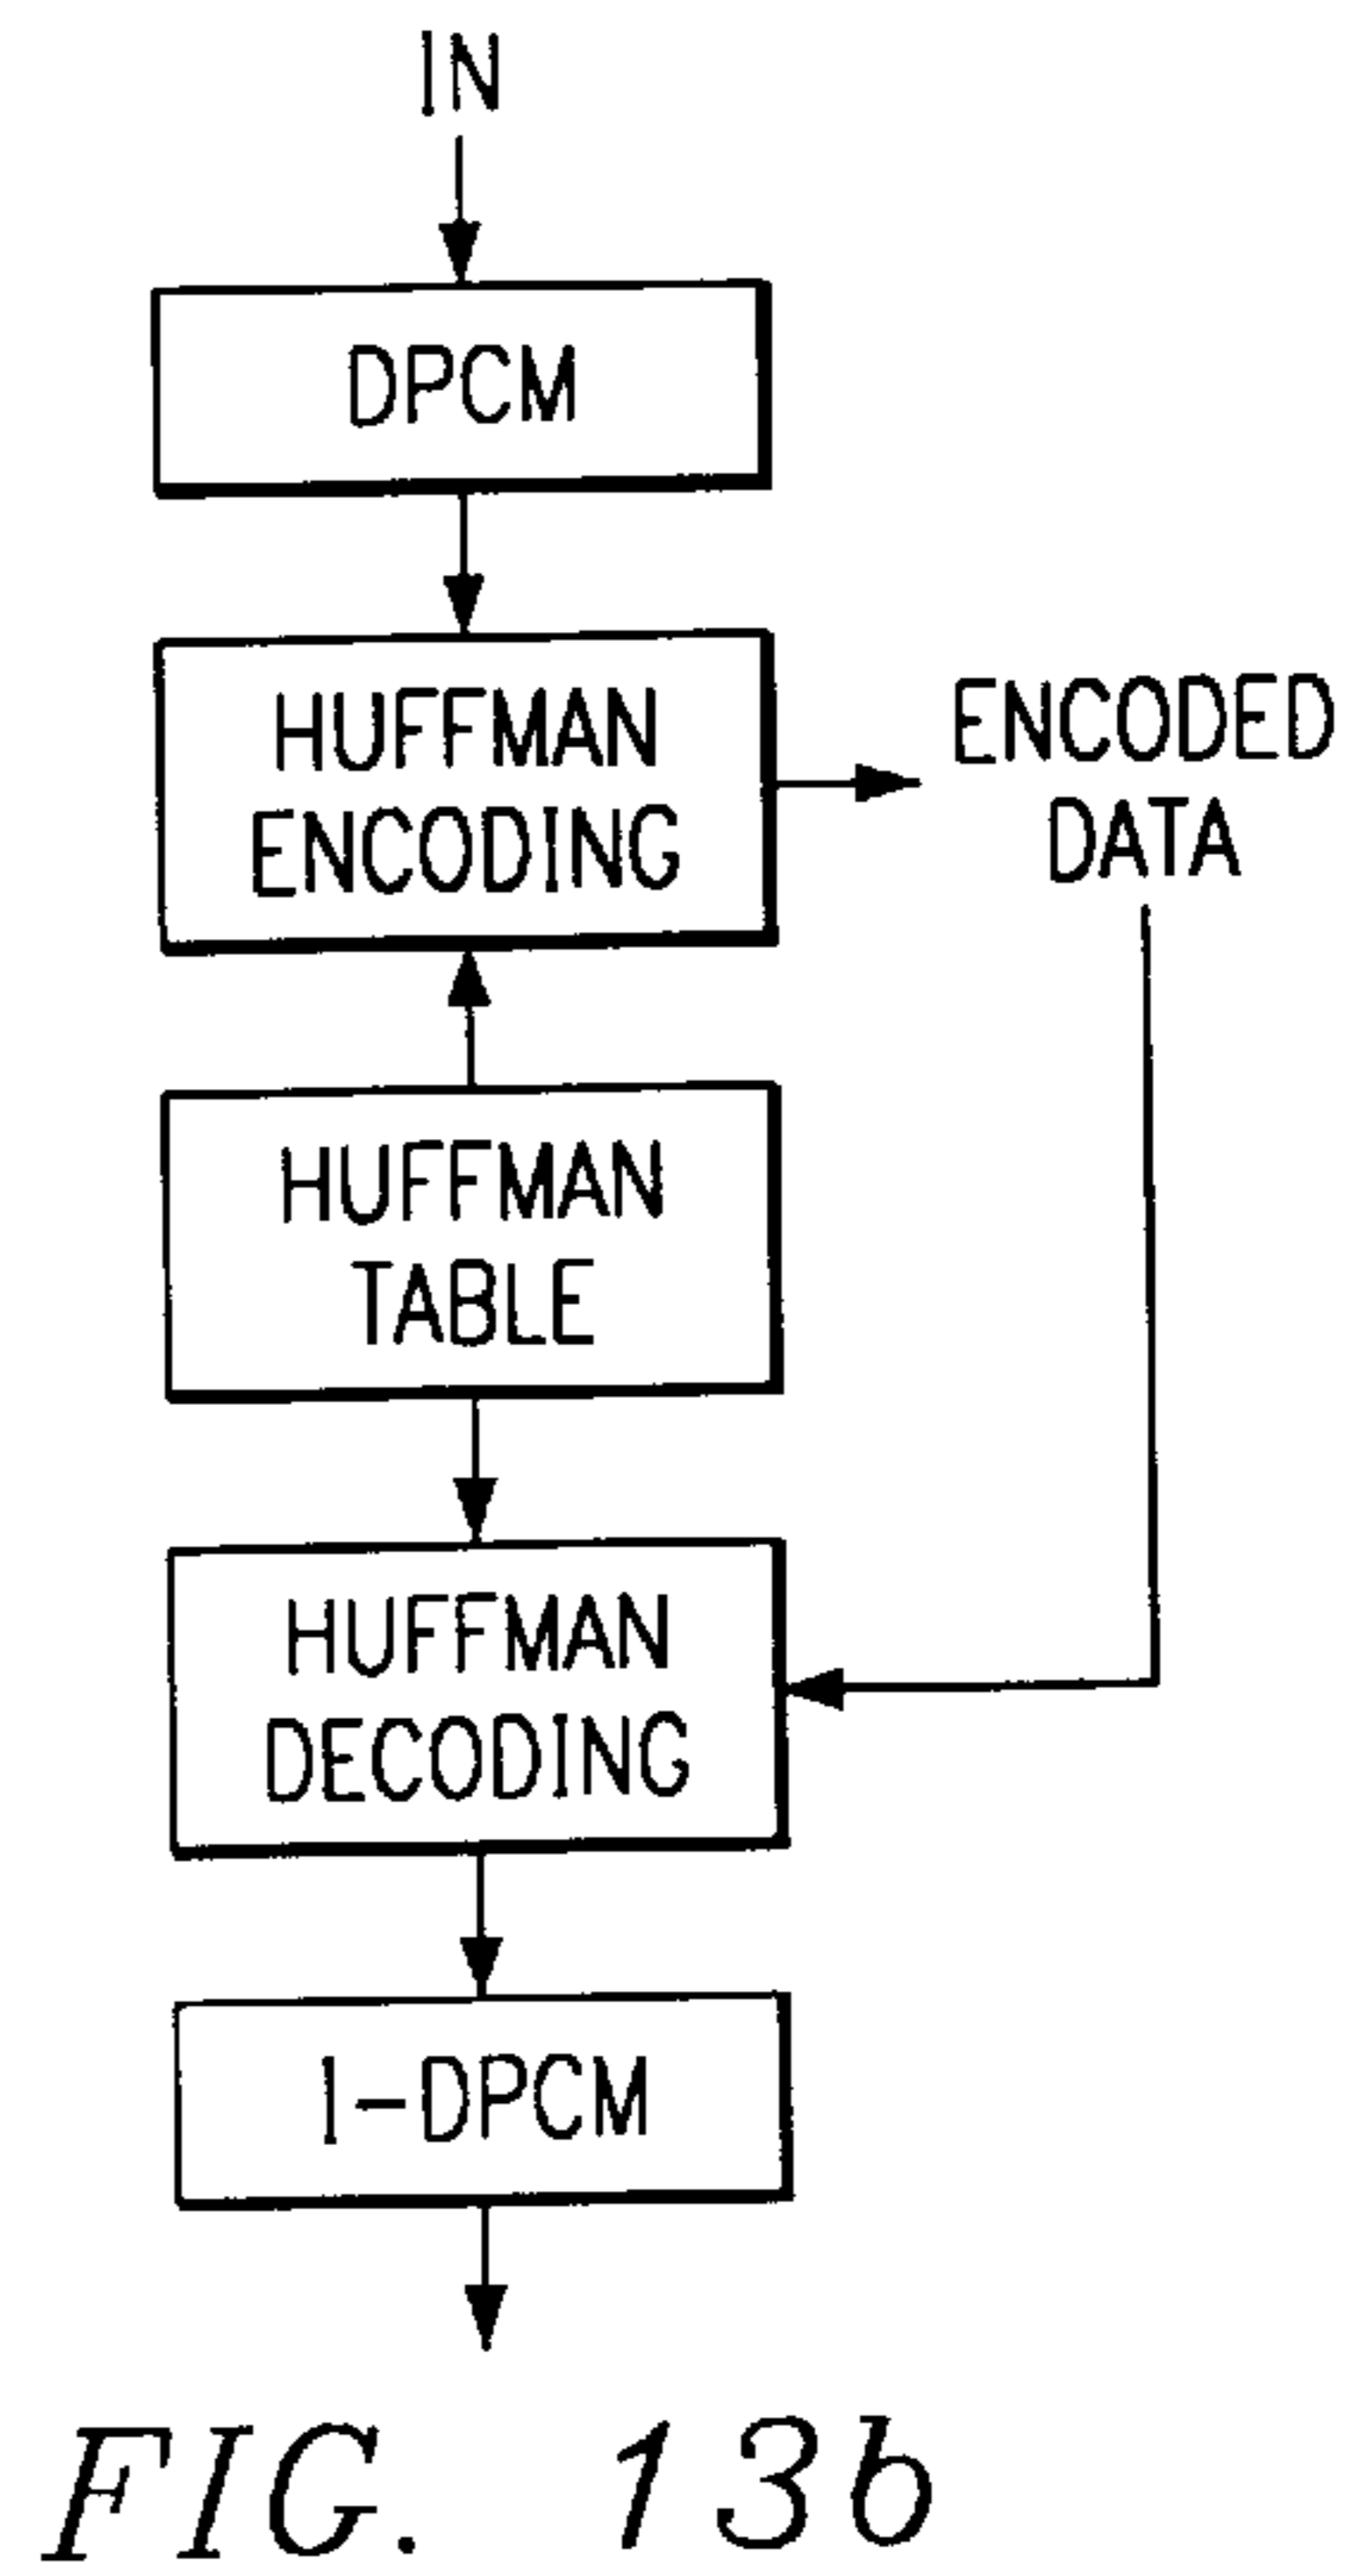 IN
DPCM
HUFFMAN
ENCODING
ENCODED
DATA
HUFFMAN
TABLE
HUFFMAN
DECODING
I-DPCM
FIG. 13b